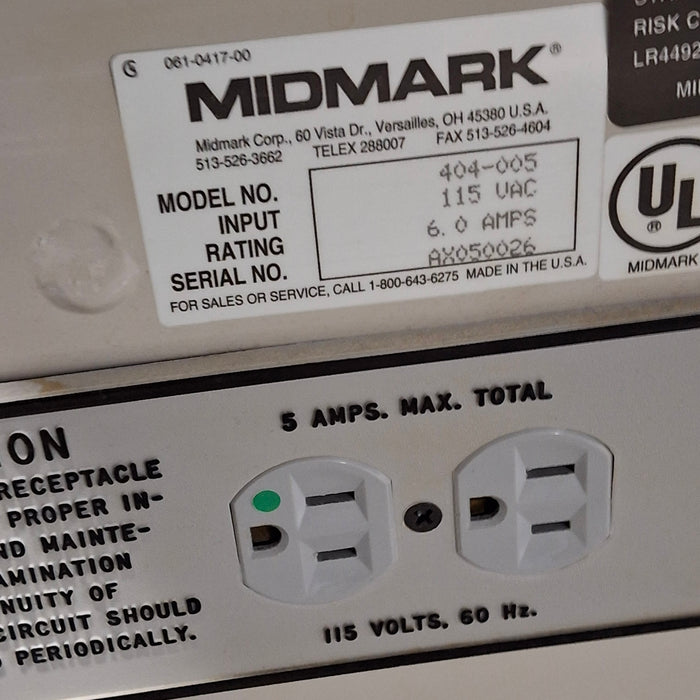 061-0417-00
MIDMARK®
Midmark Corp., 60 Vista Dr., Versailles, OH 45380 U.S.A.
513-526-3662 TELEX 288007 FAX 513-526-4604
MODEL NO. 404-005
INPUT 115 VAC
RATING 6.0 AMPS
SERIAL NO. AX050026
FOR SALES OR SERVICE, CALL 1-800-643-6275 MADE IN THE U.S.A.
RISK C
LR4492
MI
UL
®
MIDMARK
ON
RECEPTACLE
PROPER IN-
ND MAINTE-
AMINATION
NUITY OF
CIRCUIT SHOULD
PERIODICALLY.
5 AMPS. MAX. TOTAL
115 VOLTS. 60 Hz.